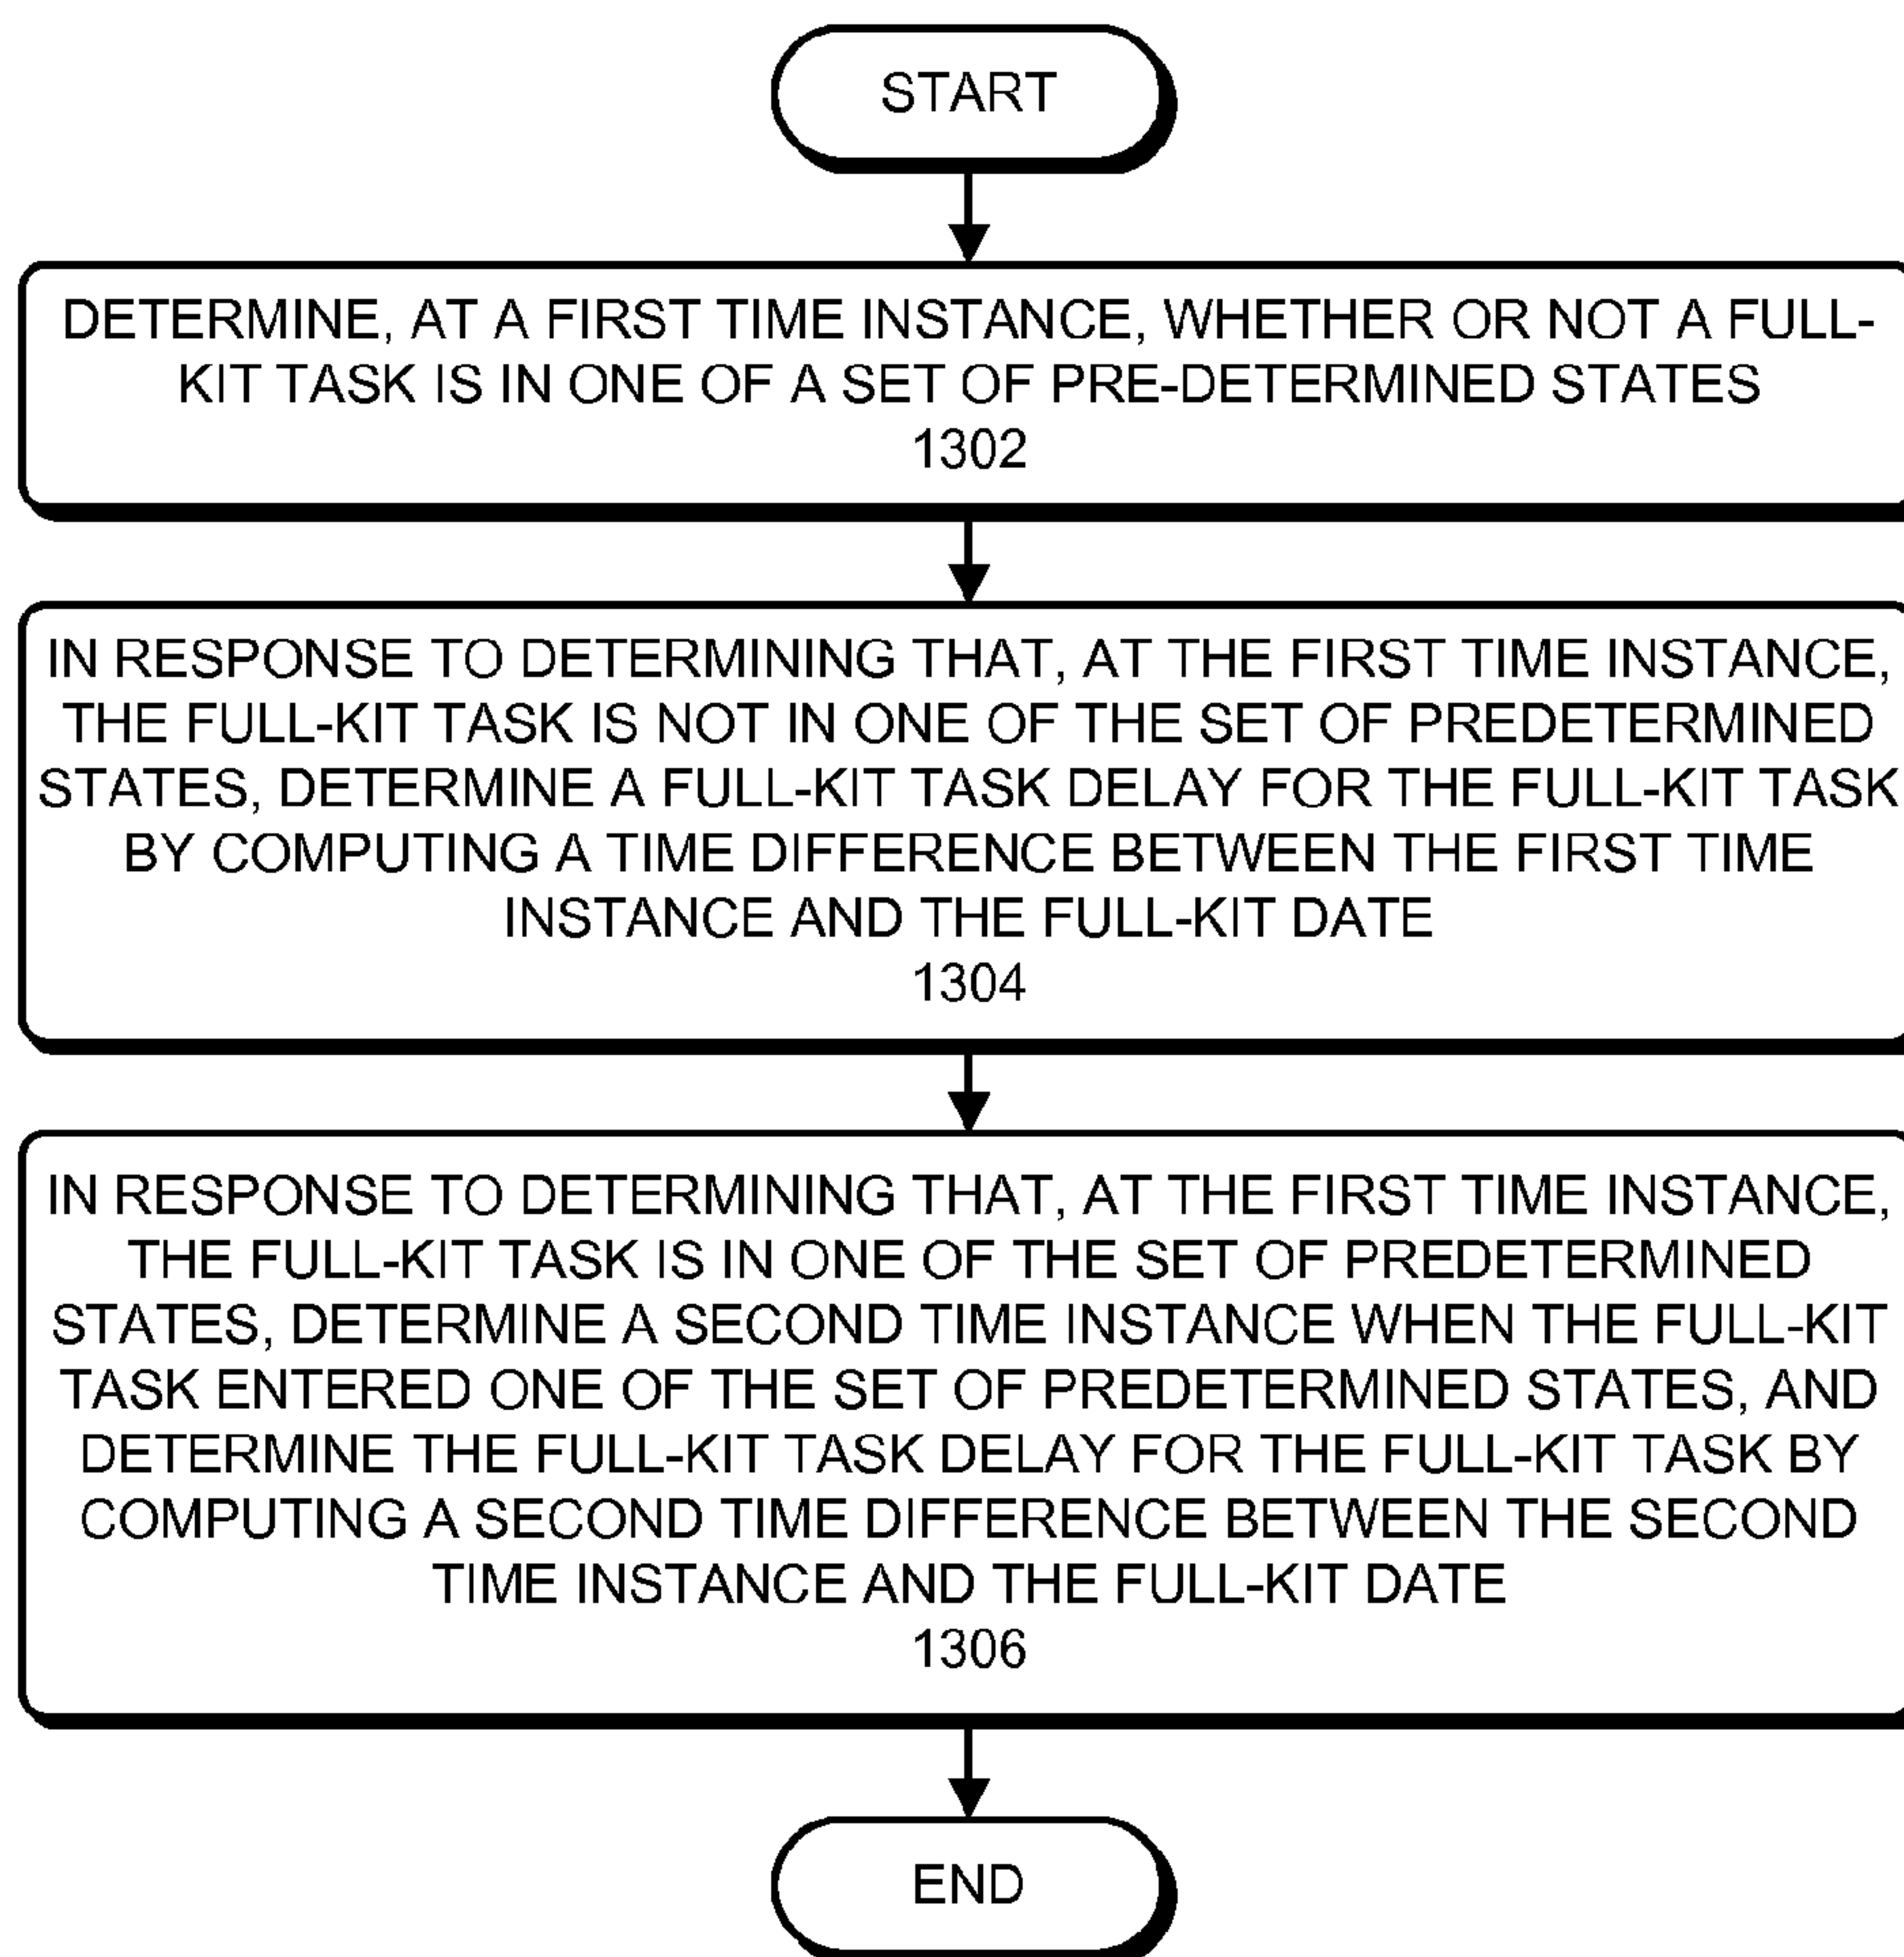 START
DETERMINE, AT A FIRST TIME INSTANCE, WHETHER OR NOT A FULL-
KIT TASK IS IN ONE OF A SET OF PRE-DETERMINED STATES
1302
IN RESPONSE TO DETERMINING THAT, AT THE FIRST TIME INSTANCE,
THE FULL-KIT TASK IS NOT IN ONE OF THE SET OF PREDETERMINED
STATES, DETERMINE A FULL-KIT TASK DELAY FOR THE FULL-KIT TASK
BY COMPUTING A TIME DIFFERENCE BETWEEN THE FIRST TIME
INSTANCE AND THE FULL-KIT DATE
1304
IN RESPONSE TO DETERMINING THAT, AT THE FIRST TIME INSTANCE,
THE FULL-KIT TASK IS IN ONE OF THE SET OF PREDETERMINED
STATES, DETERMINE A SECOND TIME INSTANCE WHEN THE FULL-KIT
TASK ENTERED ONE OF THE SET OF PREDETERMINED STATES, AND
DETERMINE THE FULL-KIT TASK DELAY FOR THE FULL-KIT TASK BY
COMPUTING A SECOND TIME DIFFERENCE BETWEEN THE SECOND
TIME INSTANCE AND THE FULL-KIT DATE
1306
END